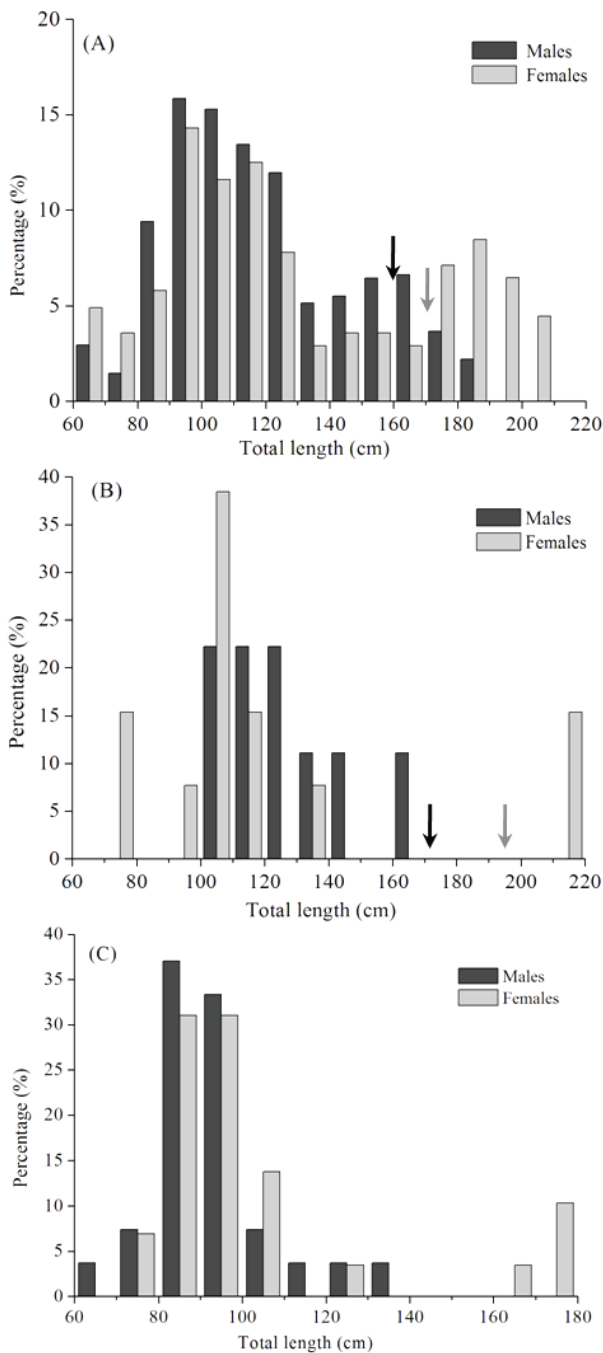 (A)
Males
Females
Percentage (%)
20
15
10
5
0
60 80 100 120 140 160 180 200 220
Total length (cm)
(B)
Males
Females
Percentage (%)
40
35
30
25
20
15
10
5
0
60 80 100 120 140 160 180 200 220
Total length (cm)
(C)
Males
Females
Percentage (%)
40
35
30
25
20
15
10
5
0
60 80 100 120 140 160 180
Total length (cm)